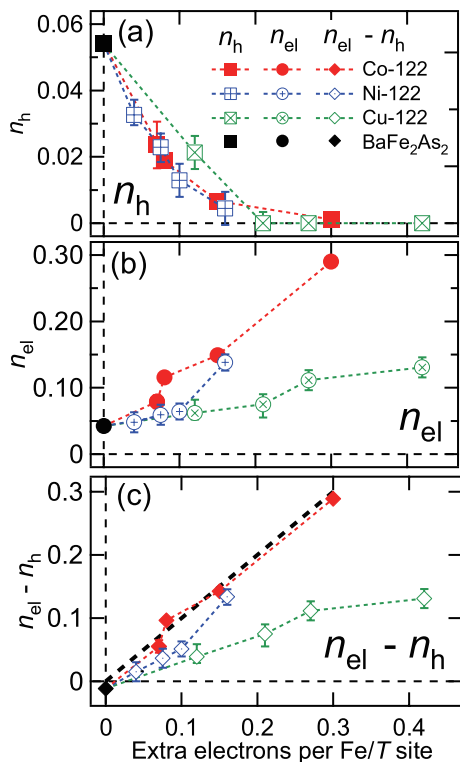 (a)
n_h n_el n_el - n_h
Co-122
Ni-122
Cu-122
BaFe₂As₂
0.06
0.04
0.02
0
n_h
n_h
(b)
0.30
0.20
0.10
0
n_el
n_el
(c)
0.3
0.2
0.1
0
n_el - n_h
n_el - n_h
0 0.1 0.2 0.3 0.4
Extra electrons per Fe/T site